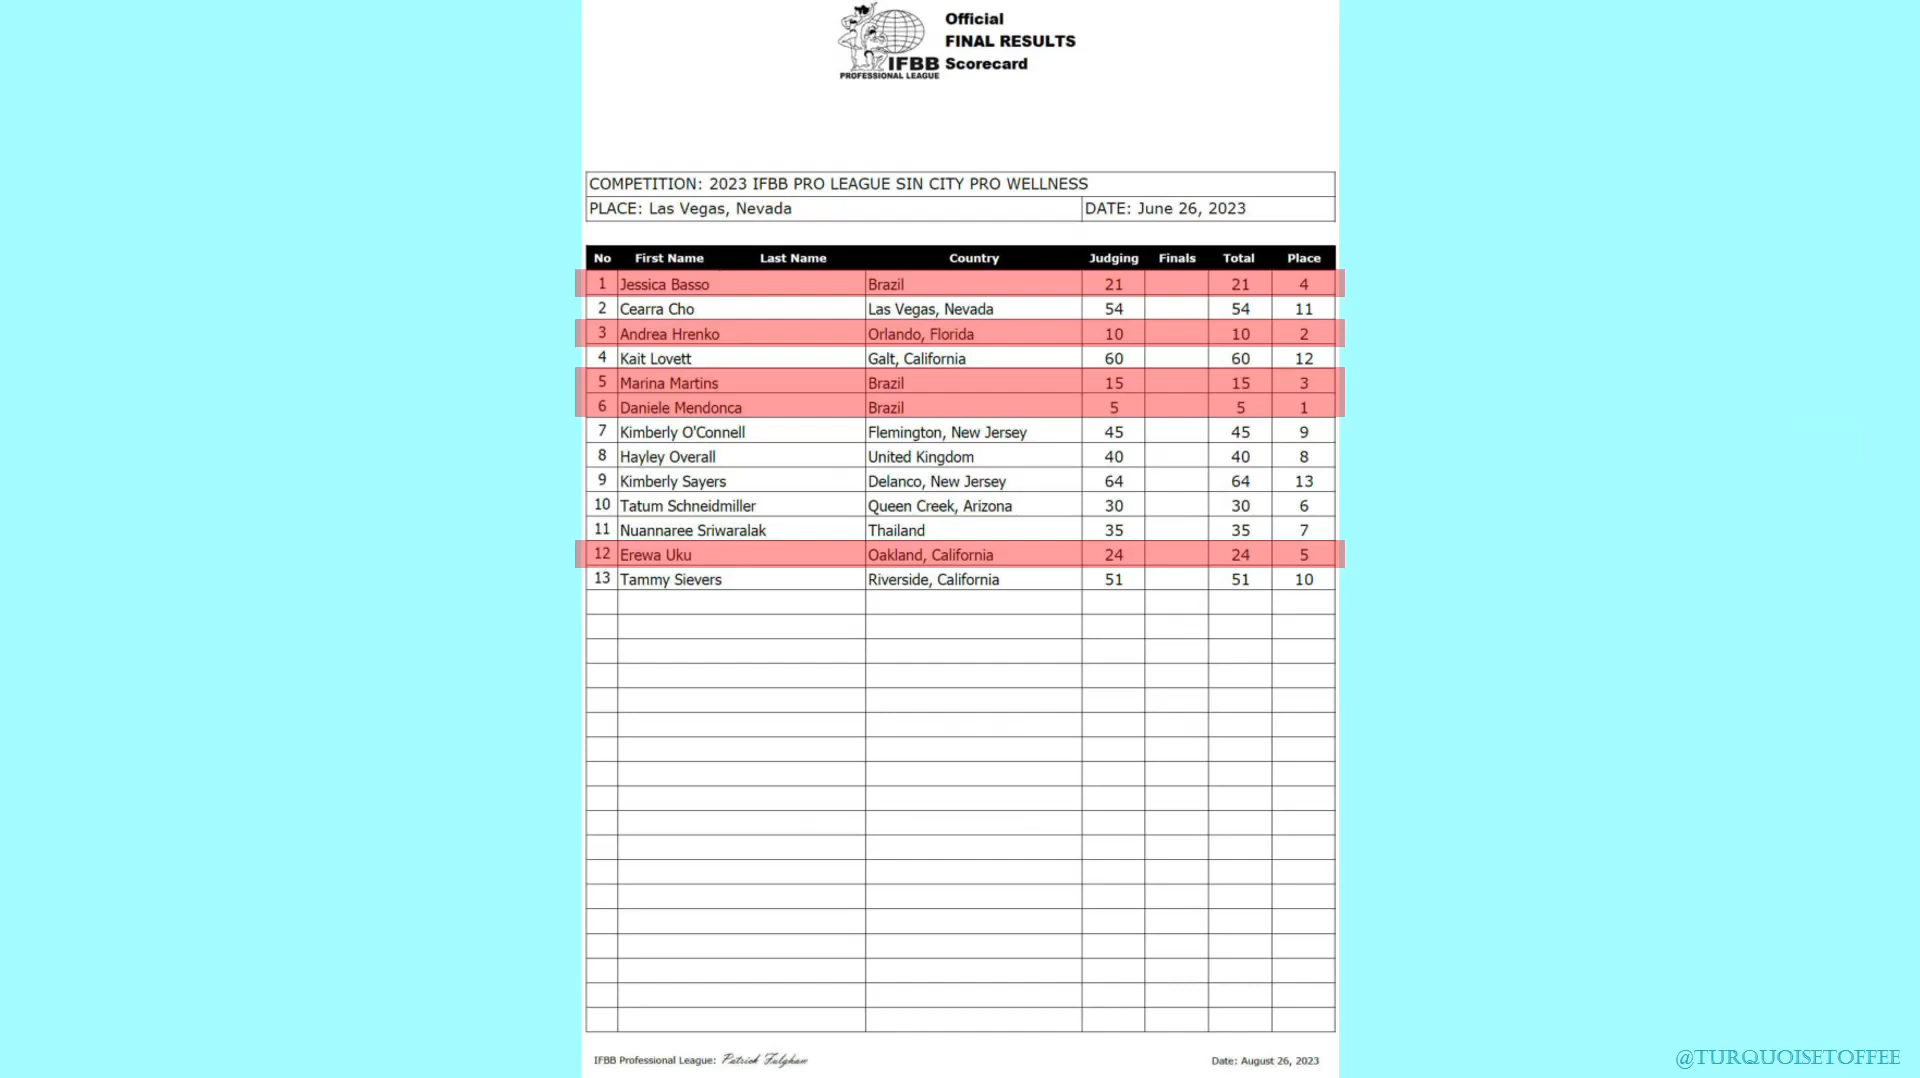 Official
FINAL RESULTS
IFBB Scorecard
PROFESSIONAL LEAGUE
COMPETITION: 2023 IFBB PRO LEAGUE SIN CITY PRO WELLNESS
PLACE: Las Vegas, Nevada DATE: June 26, 2023
No First Name Last Name Country Judging Finals Total Place
1 Jessica Basso Brazil 21 21 4
2 Cearra Cho Las Vegas, Nevada 54 54 11
3 Andrea Hrenko Orlando, Florida 10 10 2
4 Kait Lovett Galt, California 60 60 12
5 Marina Martins Brazil 15 15 3
6 Daniele Mendonca Brazil 5 5 1
7 Kimberly O'Connell Flemington, New Jersey 45 45 9
8 Hayley Overall United Kingdom 40 40 8
9 Kimberly Sayers Delanco, New Jersey 64 64 13
10 Tatum Schneidmiller Queen Creek, Arizona 30 30 6
11 Nuannaree Sriwaralak Thailand 35 35 7
12 Erewa Uku Oakland, California 24 24 5
13 Tammy Sievers Riverside, California 51 51 10
IFBB Professional League: Patrick Fulgham Date: August 26, 2023
@TURQUOISETOFFEE